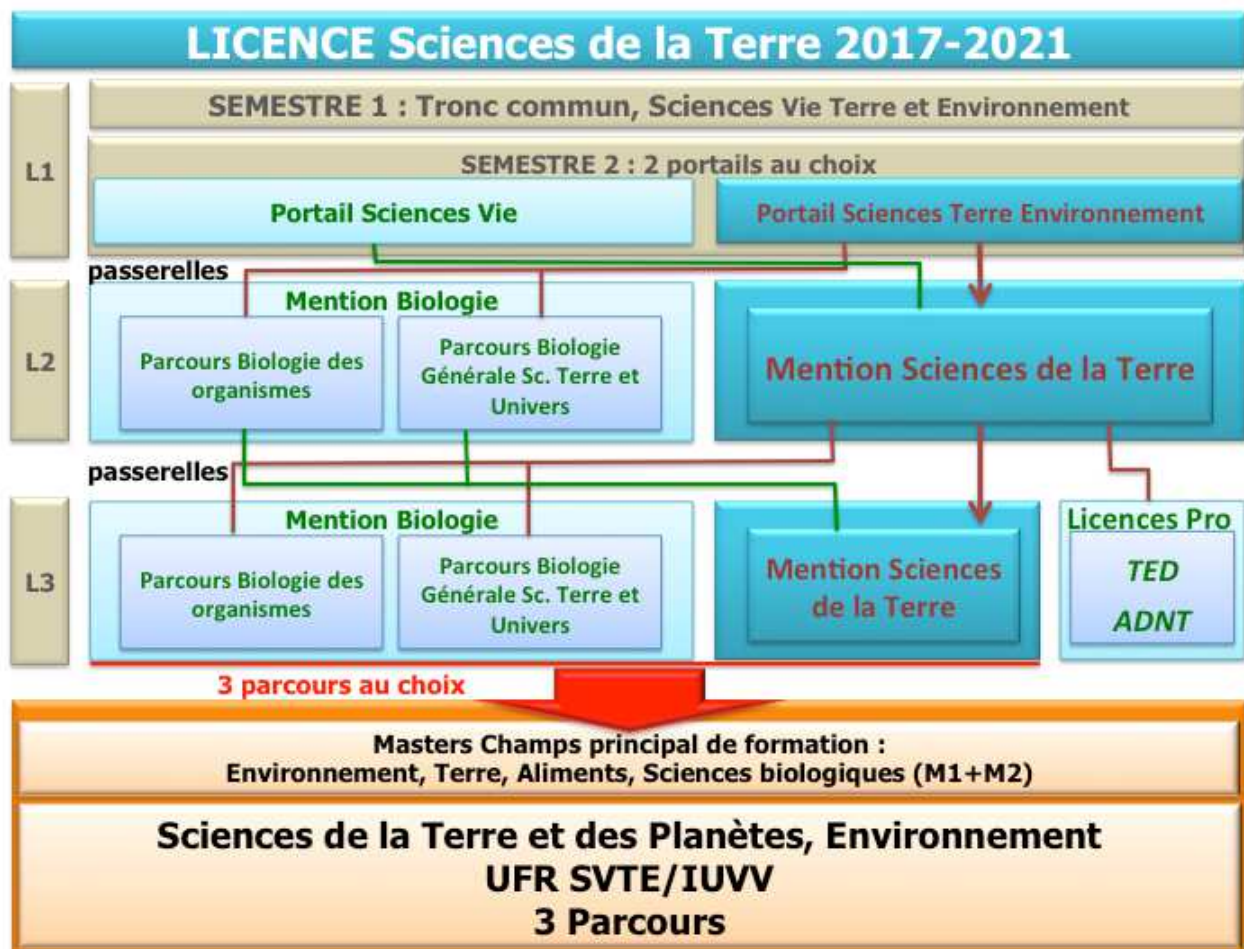 LICENCE Sciences de la Terre 2017-2021
L1
SEMESTRE 1 : Tronc commun, Sciences Vie Terre et Environnement
SEMESTRE 2 : 2 portails au choix
Portail Sciences Vie
Portail Sciences Terre Environnement
passerelles
L2
Mention Biologie
Parcours Biologie des
organismes
Parcours Biologie
Générale Sc. Terre et
Univers
Mention Sciences de la Terre
passerelles
L3
Mention Biologie
Parcours Biologie des
organismes
Parcours Biologie
Générale Sc. Terre et
Univers
Mention Sciences
de la Terre
Licences Pro
TED
ADNT
3 parcours au choix
Masters Champs principal de formation :
Environnement, Terre, Aliments, Sciences biologiques (M1+M2)
Sciences de la Terre et des Planètes, Environnement
UFR SVTE/IUVV
3 Parcours